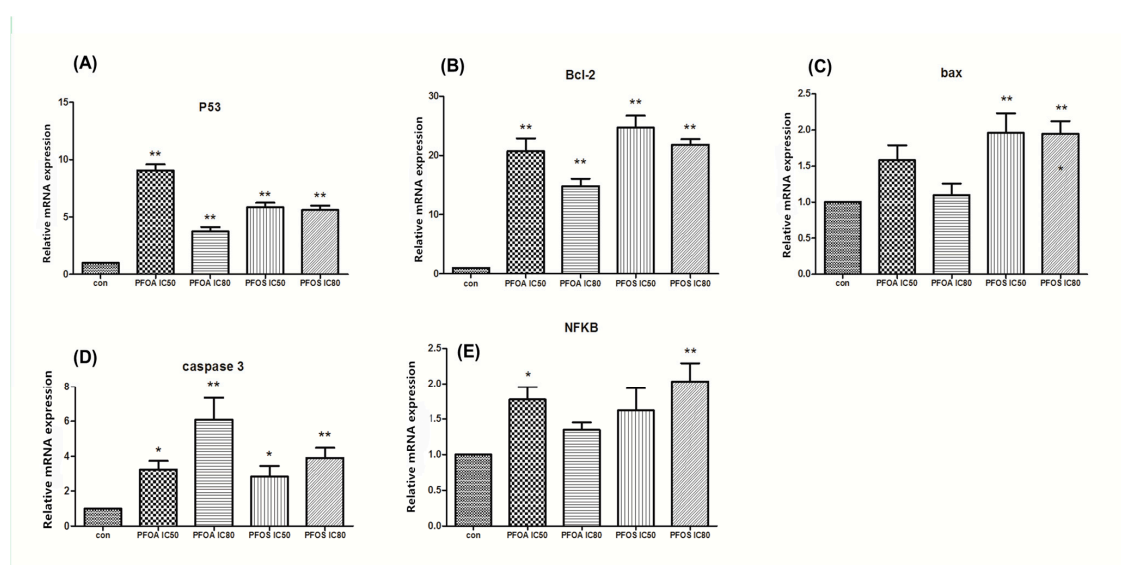 (A)
P53
Relative mRNA expression
15
10
5
0
**
**
**
**
con PFOA IC50 PFOA IC80 PFOS IC50 PFOS IC80
(B)
Bcl-2
Relative mRNA expression
30
20
10
0
**
**
**
**
con PFOA IC50 PFOA IC80 PFOS IC50 PFOS IC80
(C)
bax
Relative mRNA expression
2.5
2.0
1.5
1.0
0.5
0.0
**
**
*
con PFOA IC50 PFOA IC80 PFOS IC50 PFOS IC80
(D)
caspase 3
Relative mRNA expression
8
6
4
2
0
*
**
*
**
con PFOA IC50 PFOA IC80 PFOS IC50 PFOS IC80
(E)
NFKB
Relative mRNA expression
2.5
2.0
1.5
1.0
0.5
0.0
*
**
con PFOA IC50 PFOA IC80 PFOS IC50 PFOS IC80